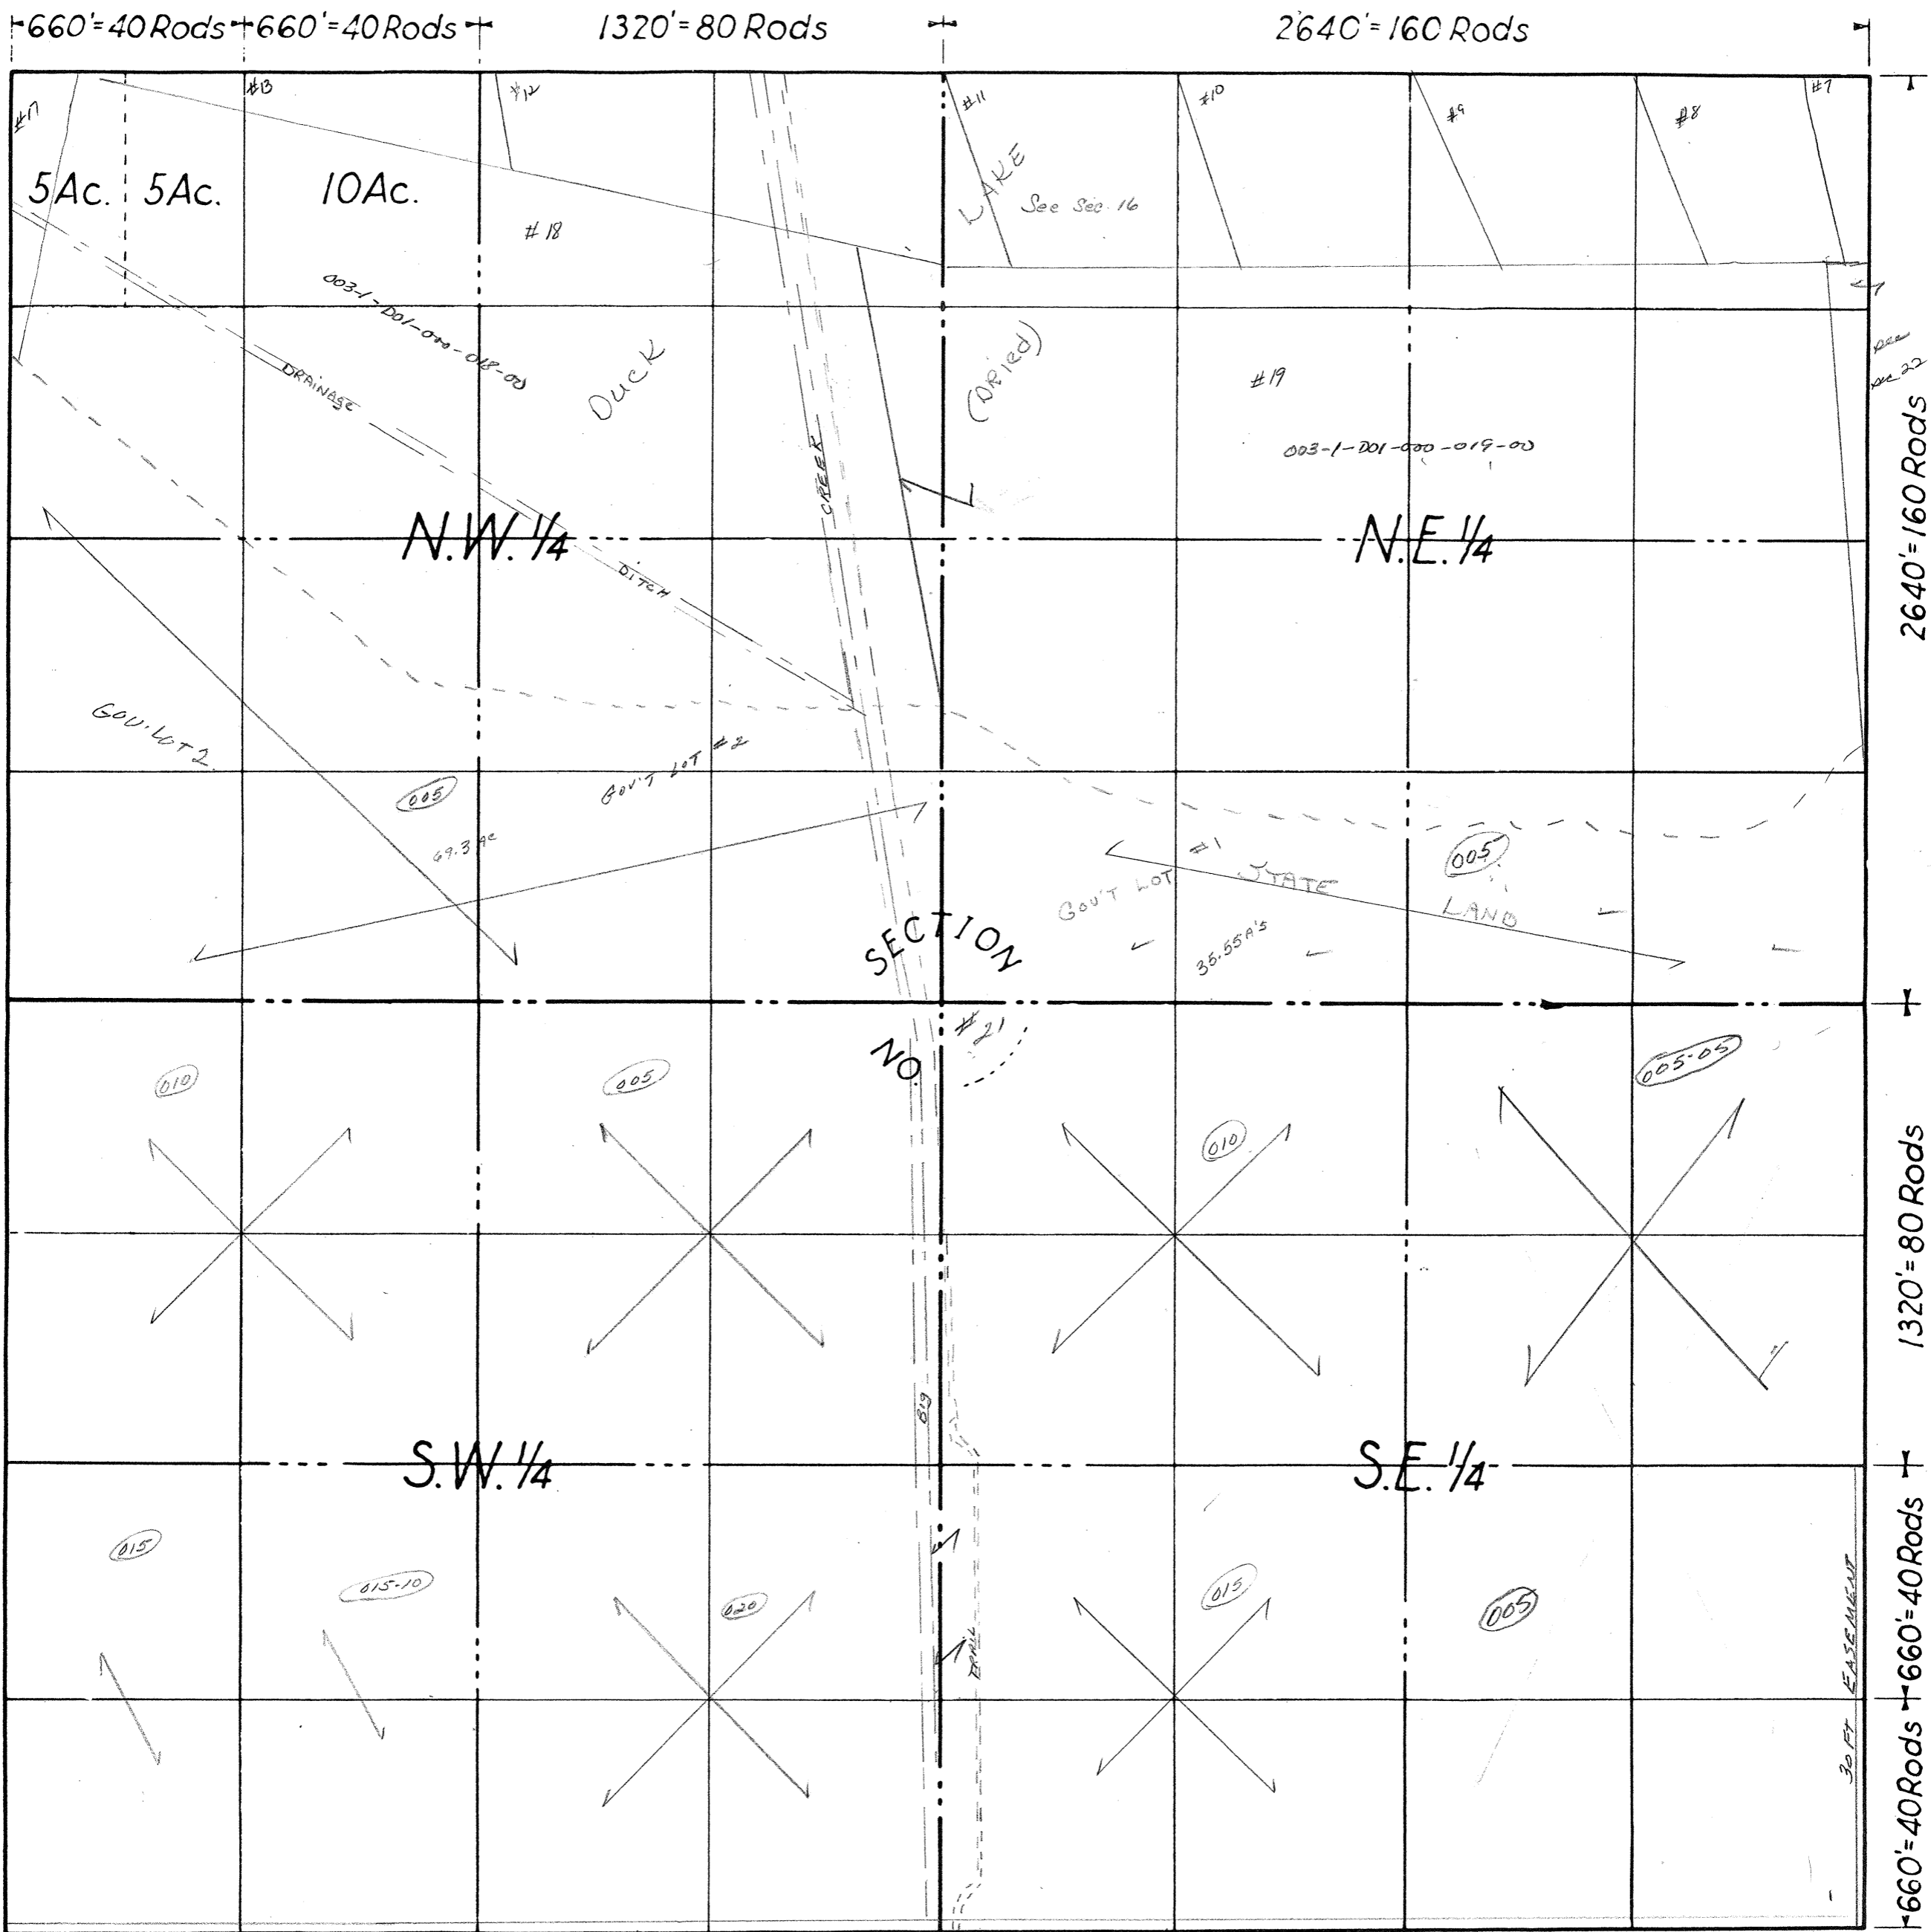 660'=40 Rods
660'=40 Rods
1320'=80 Rods
2640'=160 Rods
#17
#13
#12
#11
#10
#9
#8
#7
5Ac.
5Ac.
10Ac.
#18
LAKE
See Sec. 16
003-1-D01-000-018-00
DRAINAGE
DUCK
(DRIED)
CREEK
#19
003-1-D01-000-019-00
see
sec 22
2640'=160 Rods
N.W. 1/4
N.E. 1/4
DITCH
GOV. LOT 2
GOV'T LOT #2
005
69.3 AC
GOV'T LOT #1
STATE
LAND
005
35.55 A's
SECTION
NO.
#21
010
005
010
005-05
1320'=80 Rods
BIG
S.W. 1/4
S.E. 1/4
015
015-10
020
015
005
30 FT EASEMENT
660'=40 Rods
660'=40 Rods